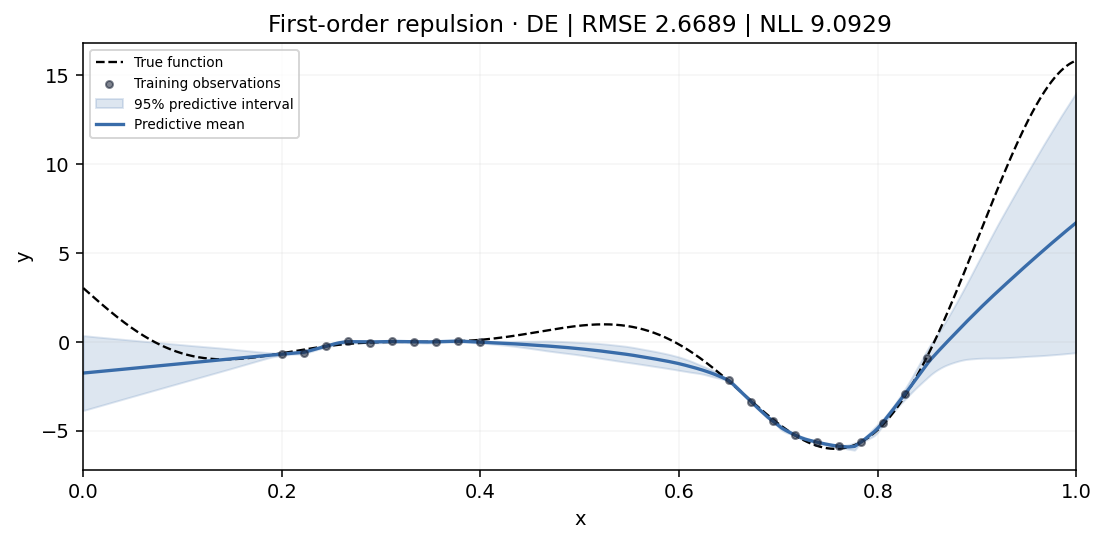 First-order repulsion · DE | RMSE 2.6689 | NLL 9.0929
True function
Training observations
95% predictive interval
Predictive mean
y
15
10
5
0
−5
0.0 0.2 0.4 0.6 0.8 1.0
x